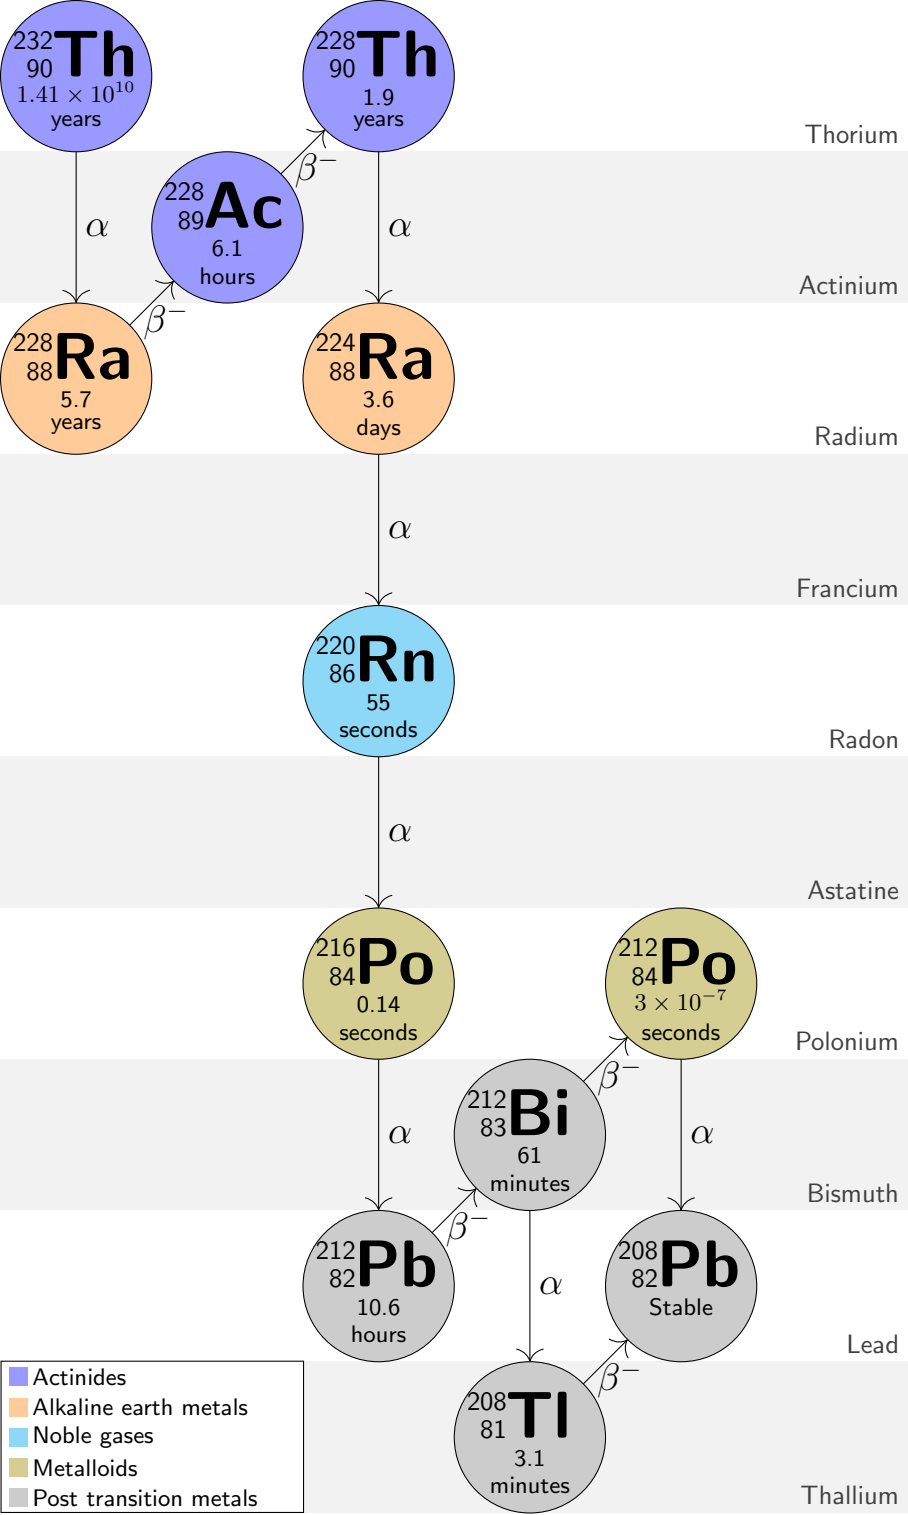 232 90 Th 228 90 Th
1.41 × 10^10 1.9
years years
Thorium
β−
228 89 Ac
α α
6.1
hours
Actinium
β−
228 88 Ra 224 88 Ra
5.7 3.6
years days
Radium
α
Francium
220 86 Rn
55
seconds
Radon
α
Astatine
216 84 Po 212 84 Po
0.14 3 × 10^−7
seconds seconds
Polonium
β−
212 83 Bi
α α
61
minutes
Bismuth
β−
212 82 Pb 208 82 Pb
α
10.6 Stable
hours
Lead
β−
Actinides
Alkaline earth metals
Noble gases
Metalloids
Post transition metals
208 81 Tl
3.1
minutes
Thallium